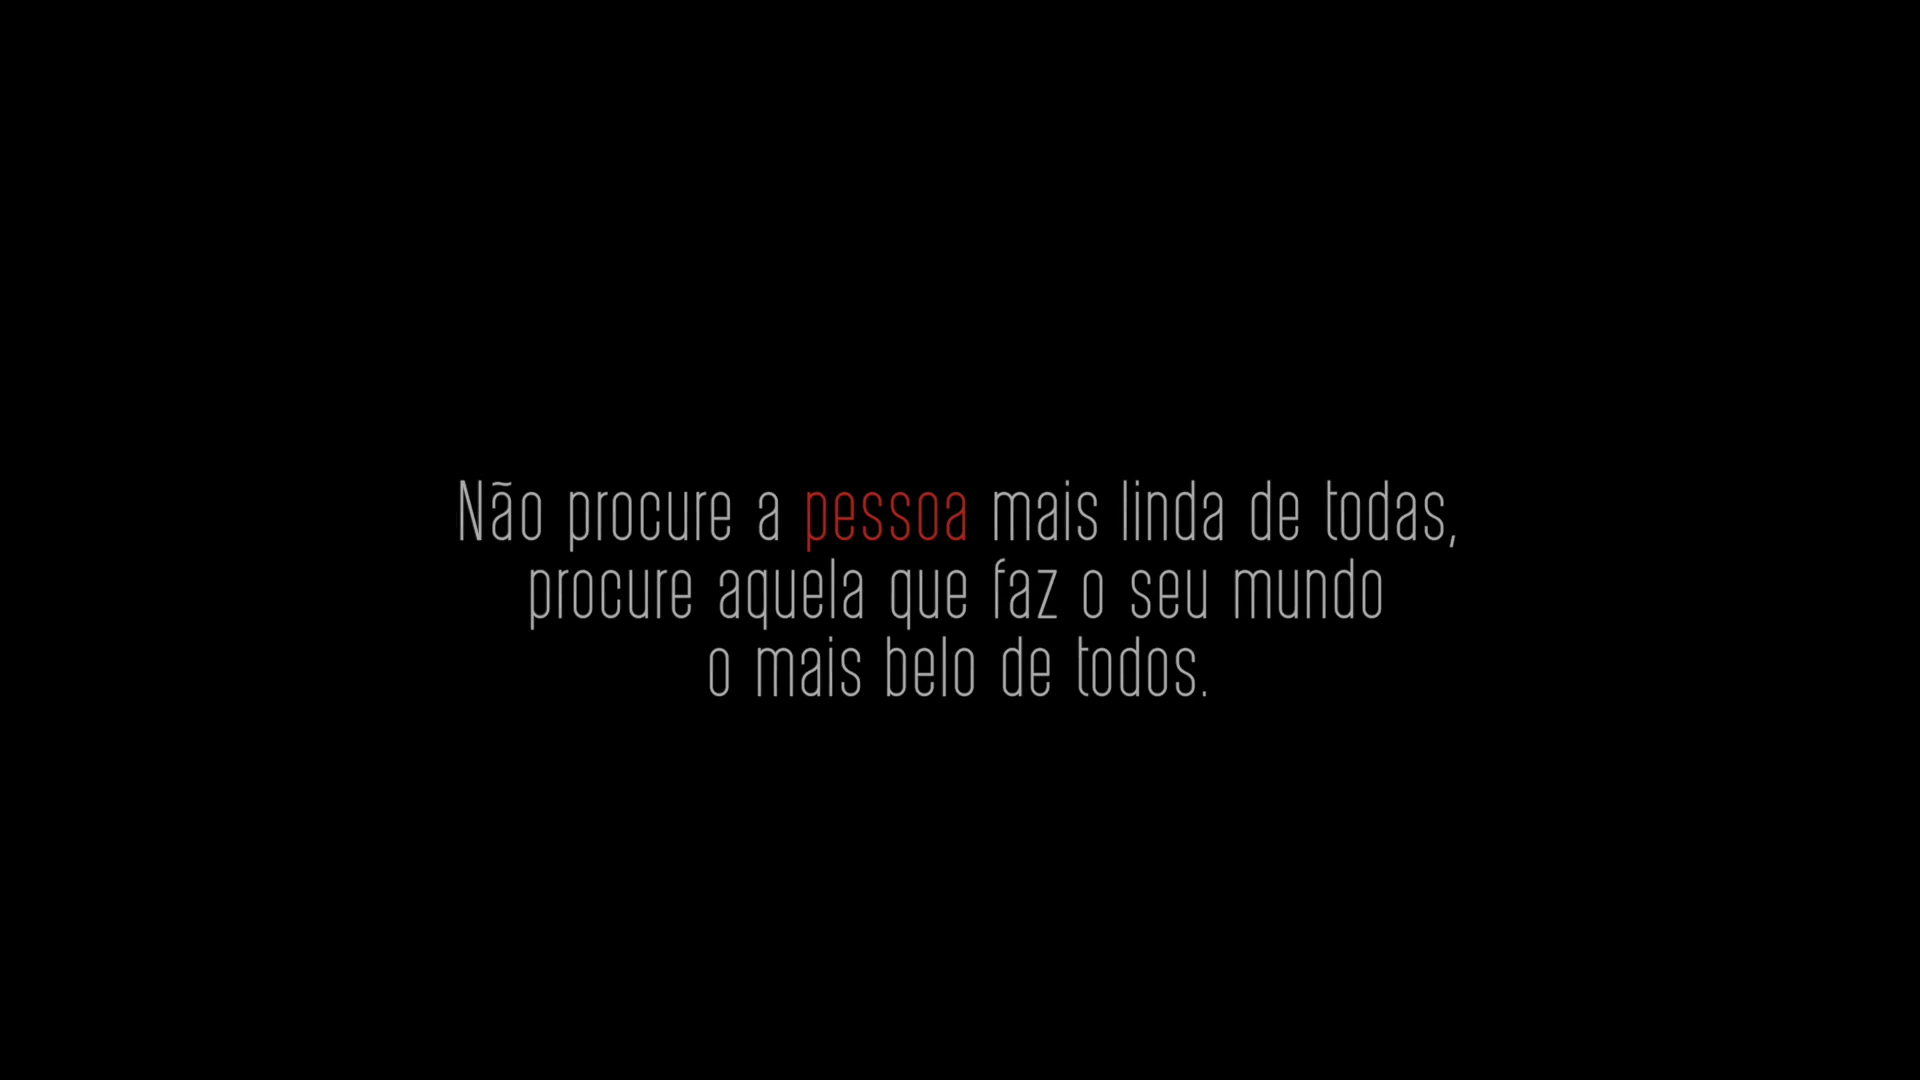 Não procure a pessoa mais linda de todas,
procure aquela que faz o seu mundo
o mais belo de todos.